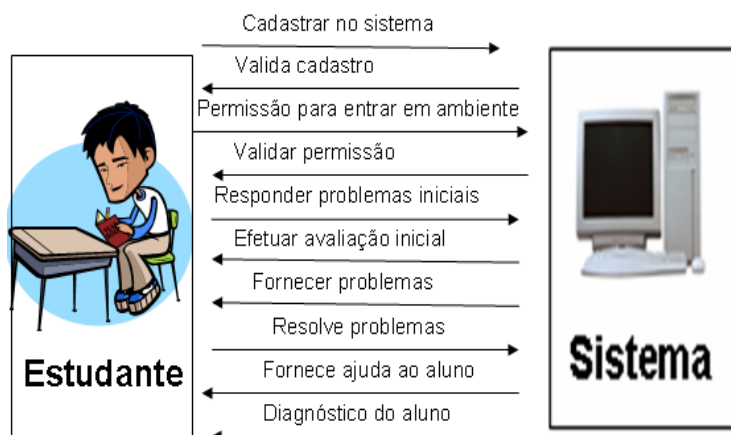 Cadastrar no sistema
Valida cadastro
Permissão para entrar em ambiente
Validar permissão
Responder problemas iniciais
Efetuar avaliação inicial
Fornecer problemas
Resolve problemas
Fornece ajuda ao aluno
Diagnóstico do aluno
Estudante
Sistema